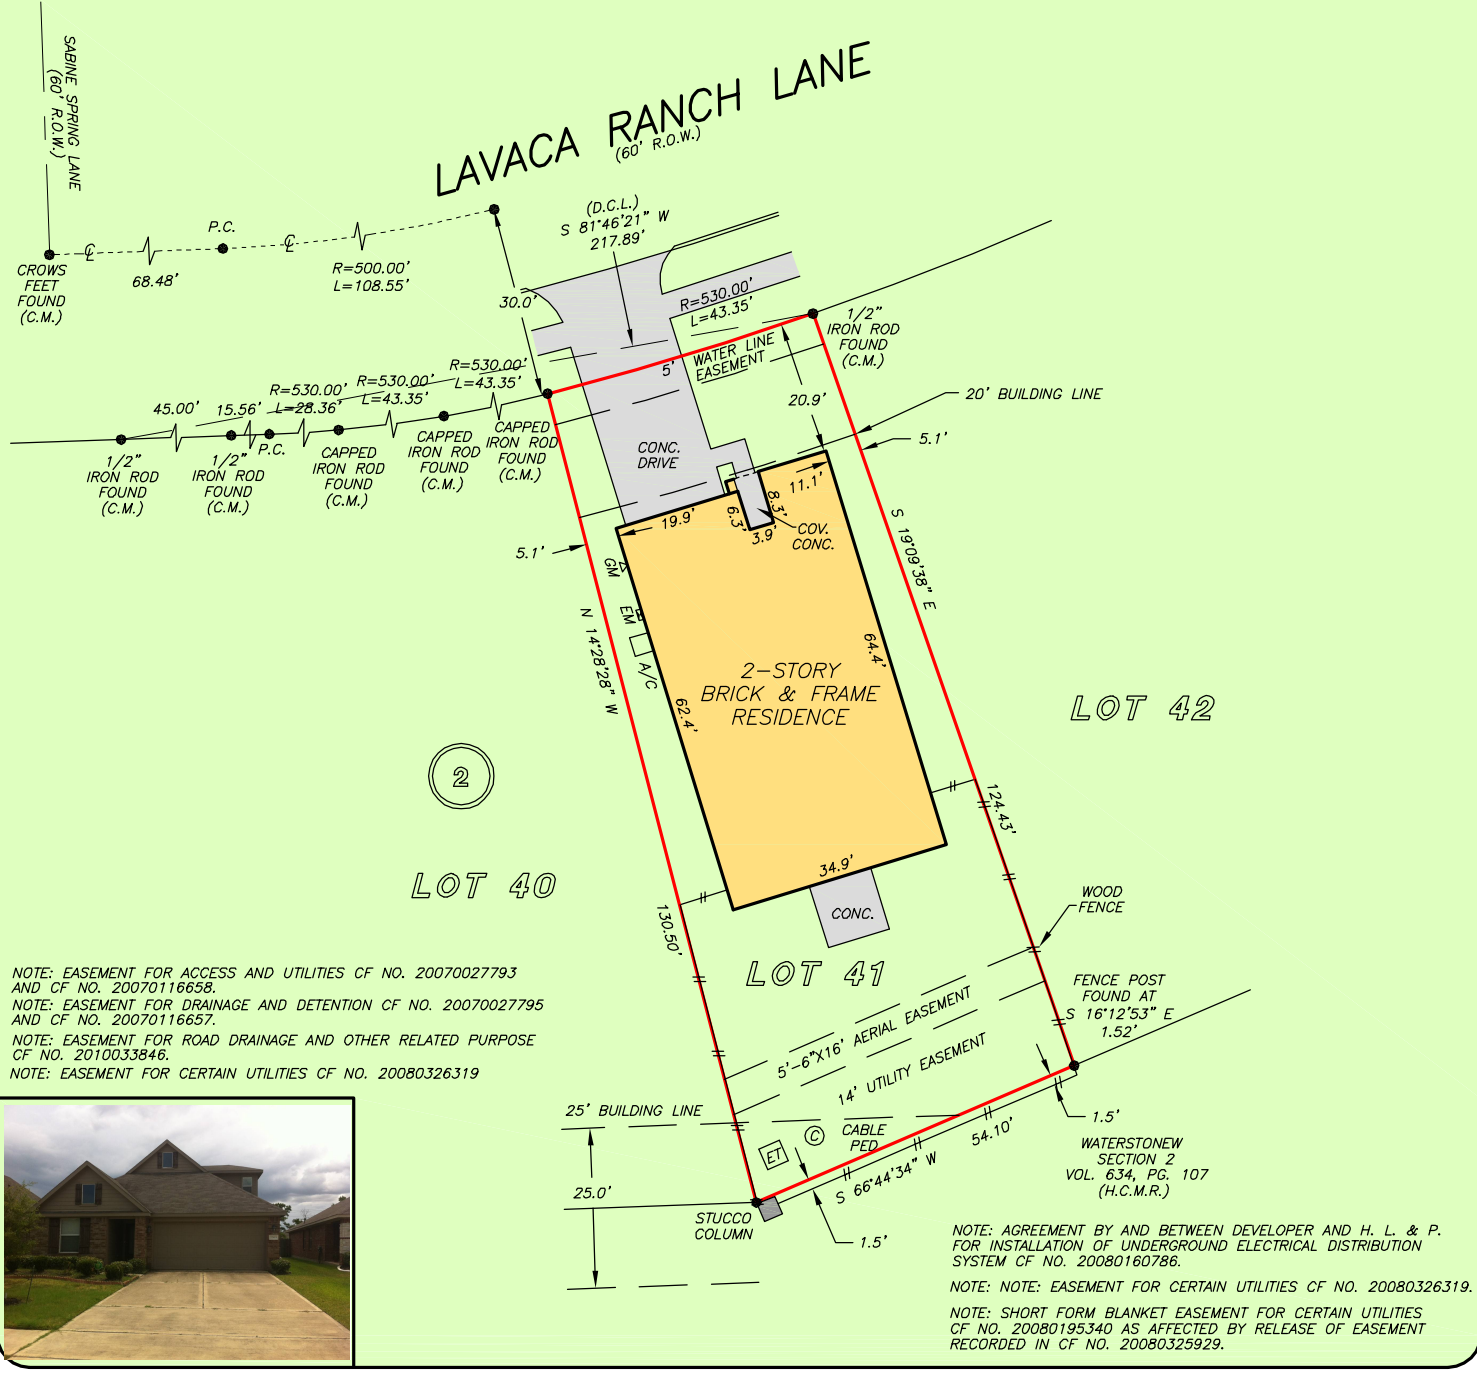 SABINE SPRING LANE
(60' R.O.W.)
LAVACA RANCH LANE
(60' R.O.W.)
P.C.
℄
℄
CROWS
FEET
FOUND
(C.M.)
68.48'
R=500.00'
L=108.55'
30.0'
(D.C.L.)
S 81°46'21" W
217.89'
R=530.00'
L=43.35'
1/2"
IRON ROD
FOUND
(C.M.)
WATER LINE
EASEMENT
5'
R=530.00'
L=43.35'
R=530.00'
L=43.35'
R=530.00'
L=28.36'
15.56'
45.00'
P.C.
1/2"
IRON ROD
FOUND
(C.M.)
1/2"
IRON ROD
FOUND
(C.M.)
CAPPED
IRON ROD
FOUND
(C.M.)
CAPPED
IRON ROD
FOUND
(C.M.)
CAPPED
IRON ROD
FOUND
(C.M.)
20.9'
20' BUILDING LINE
5.1'
CONC.
DRIVE
11.1'
8.3'
6.3'
3.9'
19.9'
COV.
CONC.
5.1'
GM
EM
A/C
S 19°09'38" E
N 14°28'28" W
64.4'
62.4'
2-STORY
BRICK & FRAME
RESIDENCE
LOT 42
2
LOT 40
124.43'
34.9'
CONC.
130.50'
WOOD
FENCE
LOT 41
5'-6"X16' AERIAL EASEMENT
14' UTILITY EASEMENT
FENCE POST
FOUND AT
S 16°12'53" E
1.52'
NOTE: EASEMENT FOR ACCESS AND UTILITIES CF NO. 20070027793
AND CF NO. 20070116658.
NOTE: EASEMENT FOR DRAINAGE AND DETENTION CF NO. 20070027795
AND CF NO. 20070116657.
NOTE: EASEMENT FOR ROAD DRAINAGE AND OTHER RELATED PURPOSE
CF NO. 2010033846.
NOTE: EASEMENT FOR CERTAIN UTILITIES CF NO. 20080326319
25' BUILDING LINE
25.0'
ET
C
CABLE
PED
54.10'
S 66°44'34" W
1.5'
1.5'
STUCCO
COLUMN
WATERSTONEW
SECTION 2
VOL. 634, PG. 107
(H.C.M.R.)
NOTE: AGREEMENT BY AND BETWEEN DEVELOPER AND H. L. & P.
FOR INSTALLATION OF UNDERGROUND ELECTRICAL DISTRIBUTION
SYSTEM CF NO. 20080160786.
NOTE: NOTE: EASEMENT FOR CERTAIN UTILITIES CF NO. 20080326319.
NOTE: SHORT FORM BLANKET EASEMENT FOR CERTAIN UTILITIES
CF NO. 20080195340 AS AFFECTED BY RELEASE OF EASEMENT
RECORDED IN CF NO. 20080325929.